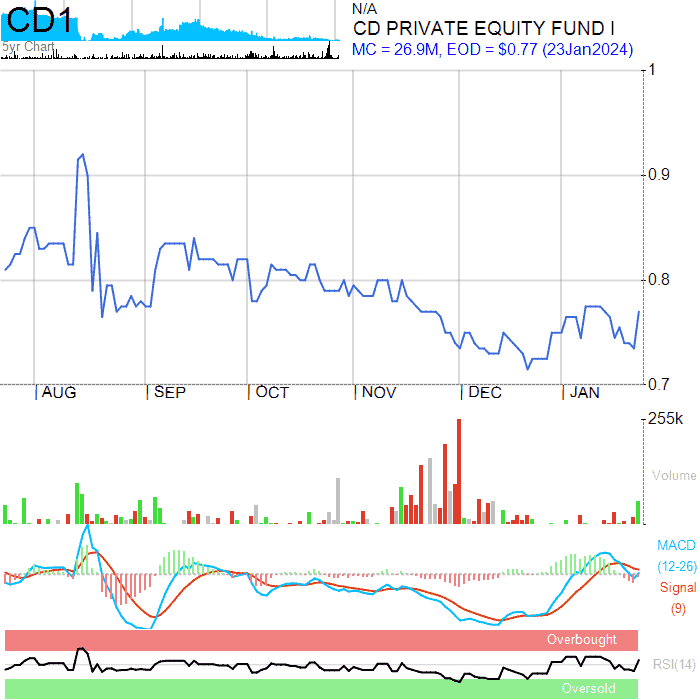 CD1
5yr Chart
N/A
CD PRIVATE EQUITY FUND I
MC = 26.9M, EOD = $0.77 (23Jan2024)
1
0.9
0.8
0.7
AUG
SEP
OCT
NOV
DEC
JAN
255k
Volume
MACD
(12-26)
Signal
(9)
Overbought
RSI(14)
Oversold